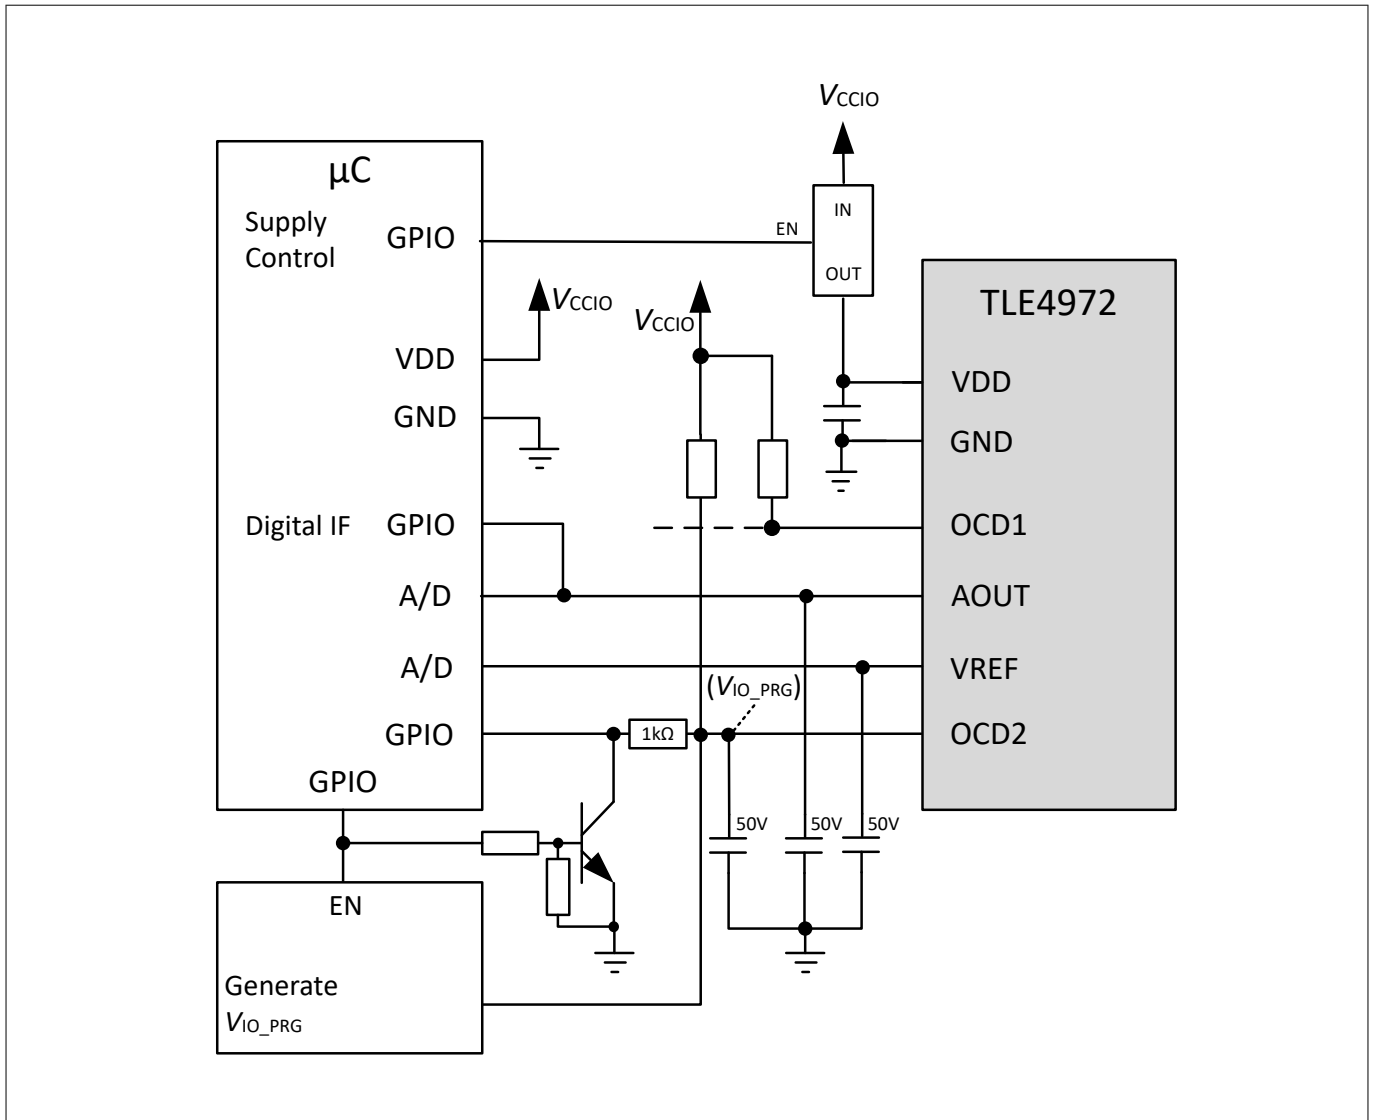 VCCIO
µC
Supply
Control
GPIO
EN
IN
OUT
VCCIO
VCCIO
TLE4972
VDD
VDD
GND
GND
Digital IF
GPIO
OCD1
A/D
AOUT
A/D
VREF
(VIO_PRG)
GPIO
1kΩ
OCD2
GPIO
50V
50V
50V
EN
Generate
VIO_PRG